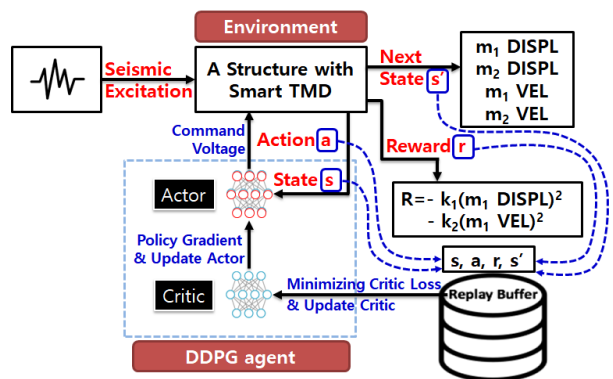 Environment
Seismic
Excitation
A Structure with
Smart TMD
Next
State s’
m₁ DISPL
m₂ DISPL
m₁ VEL
m₂ VEL
Command
Voltage
Action a
Reward r
State s
Actor
R=- k₁(m₁ DISPL)²
- k₂(m₁ VEL)²
Policy Gradient
& Update Actor
s, a, r, s’
Critic
Minimizing Critic Loss
& Update Critic
Replay Buffer
DDPG agent